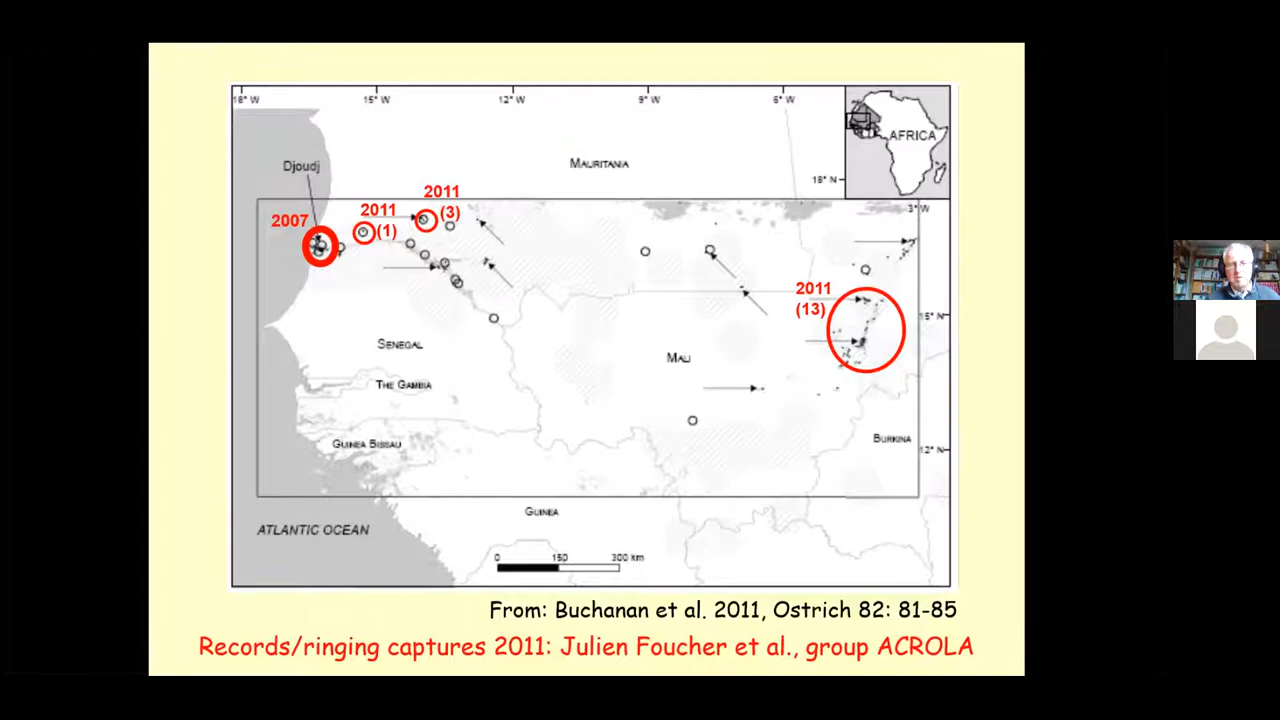 18° W
15° W
12° W
9° W
6° W
AFRICA
MAURITANIA
Djoudj
18° N
2011
(3)
2011
(1)
2007
3° W
2011
(13)
15° N
SENEGAL
MALI
THE GAMBIA
GUINEA BISSAU
BURKINA
12° N
GUINEA
ATLANTIC OCEAN
0 150 300 km
From: Buchanan et al. 2011, Ostrich 82: 81-85
Records/ringing captures 2011: Julien Foucher et al., group ACROLA